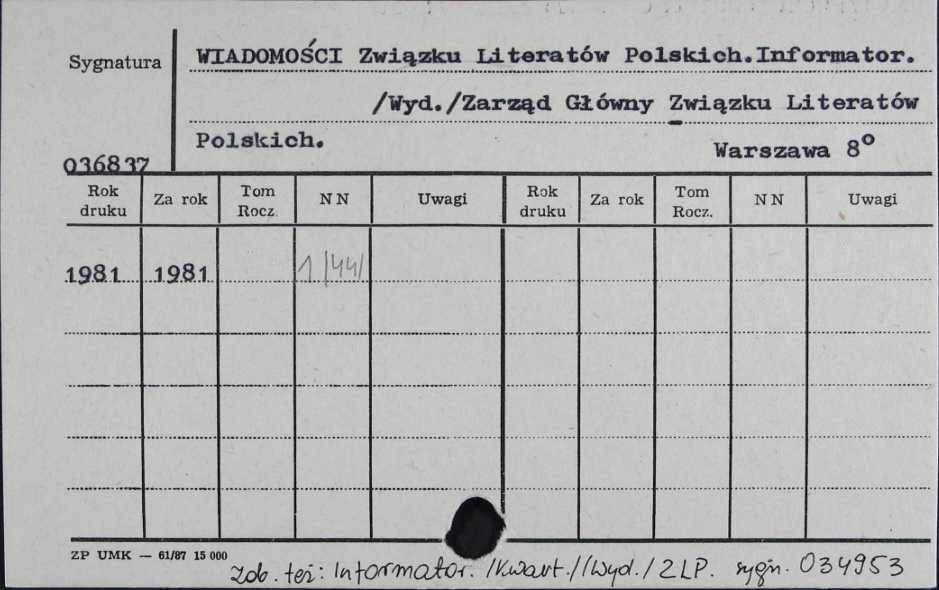 Sygnatura
WIADOMOŚCI Związku Literatów Polskich.Informator.
/Wyd./Zarząd Główny Związku Literatów
Polskich.
Warszawa 8°
036837
Rok druku Za rok Tom Rocz. NN Uwagi Rok druku Za rok Tom Rocz. NN Uwagi
1981 1981 1/44/
ZP UMK — 61/87 15 000
Zob. też: Informator. /Kwart./ /Wyd./ ZLP. sygn. 034953